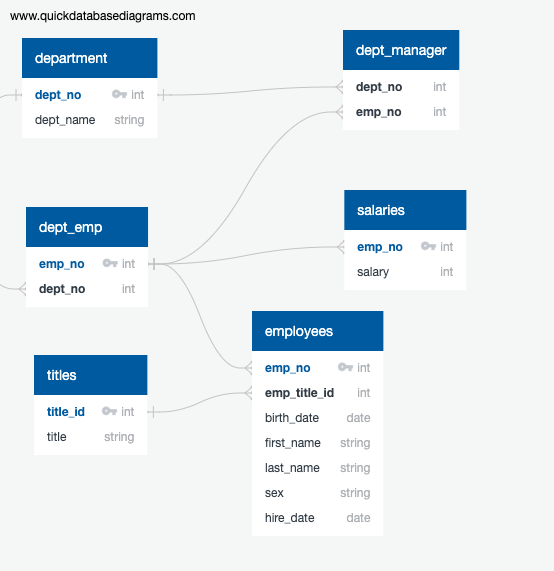 www.quickdatabasediagrams.com
department
dept_no int
dept_name string
dept_manager
dept_no int
emp_no int
dept_emp
emp_no int
dept_no int
salaries
emp_no int
salary int
titles
title_id int
title string
employees
emp_no int
emp_title_id int
birth_date date
first_name string
last_name string
sex string
hire_date date